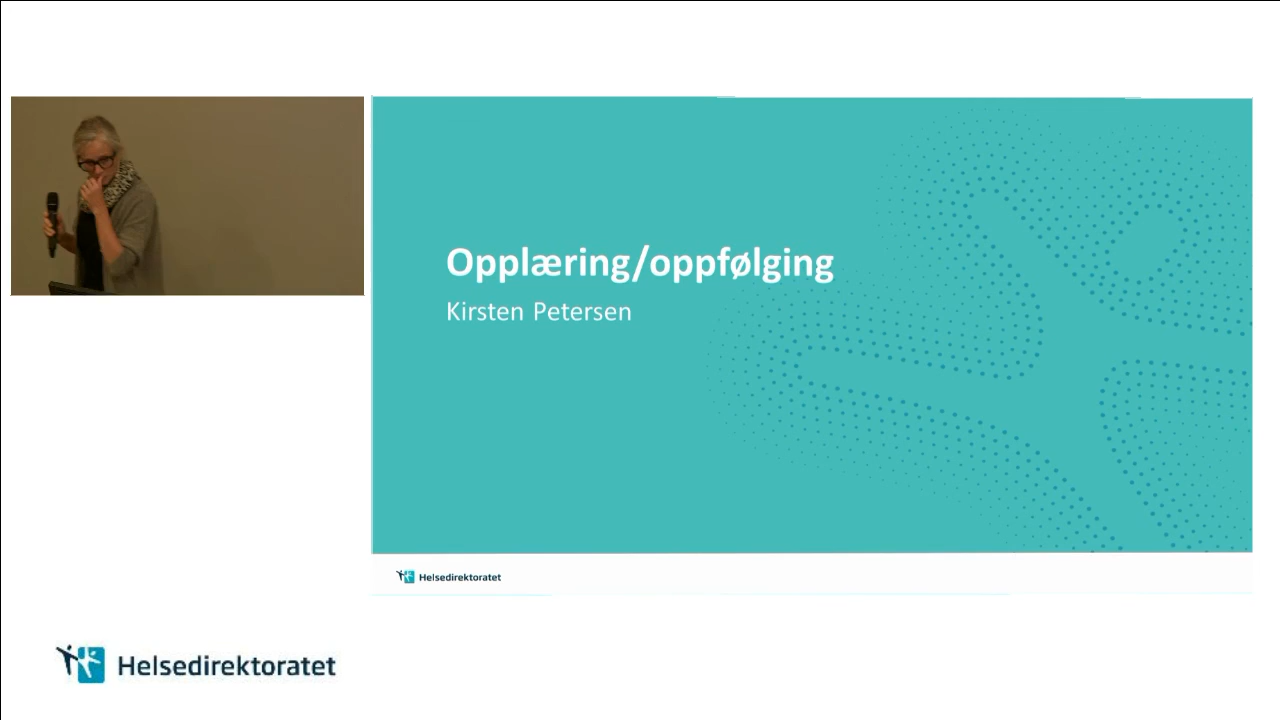 Opplæring/oppfølging
Kirsten Petersen
Helsedirektoratet
Helsedirektoratet